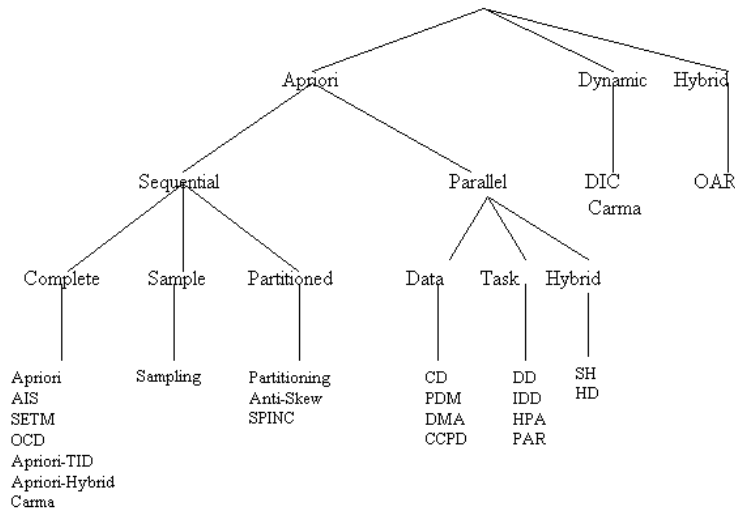 Apriori
Dynamic
Hybrid
Sequential
Parallel
DIC
Carma
OAR
Complete
Sample
Partitioned
Data
Task
Hybrid
Apriori
AIS
SETM
OCD
Apriori-TID
Apriori-Hybrid
Carma
Sampling
Partitioning
Anti-Skew
SPINC
CD
PDM
DMA
CCPD
DD
IDD
HPA
PAR
SH
HD